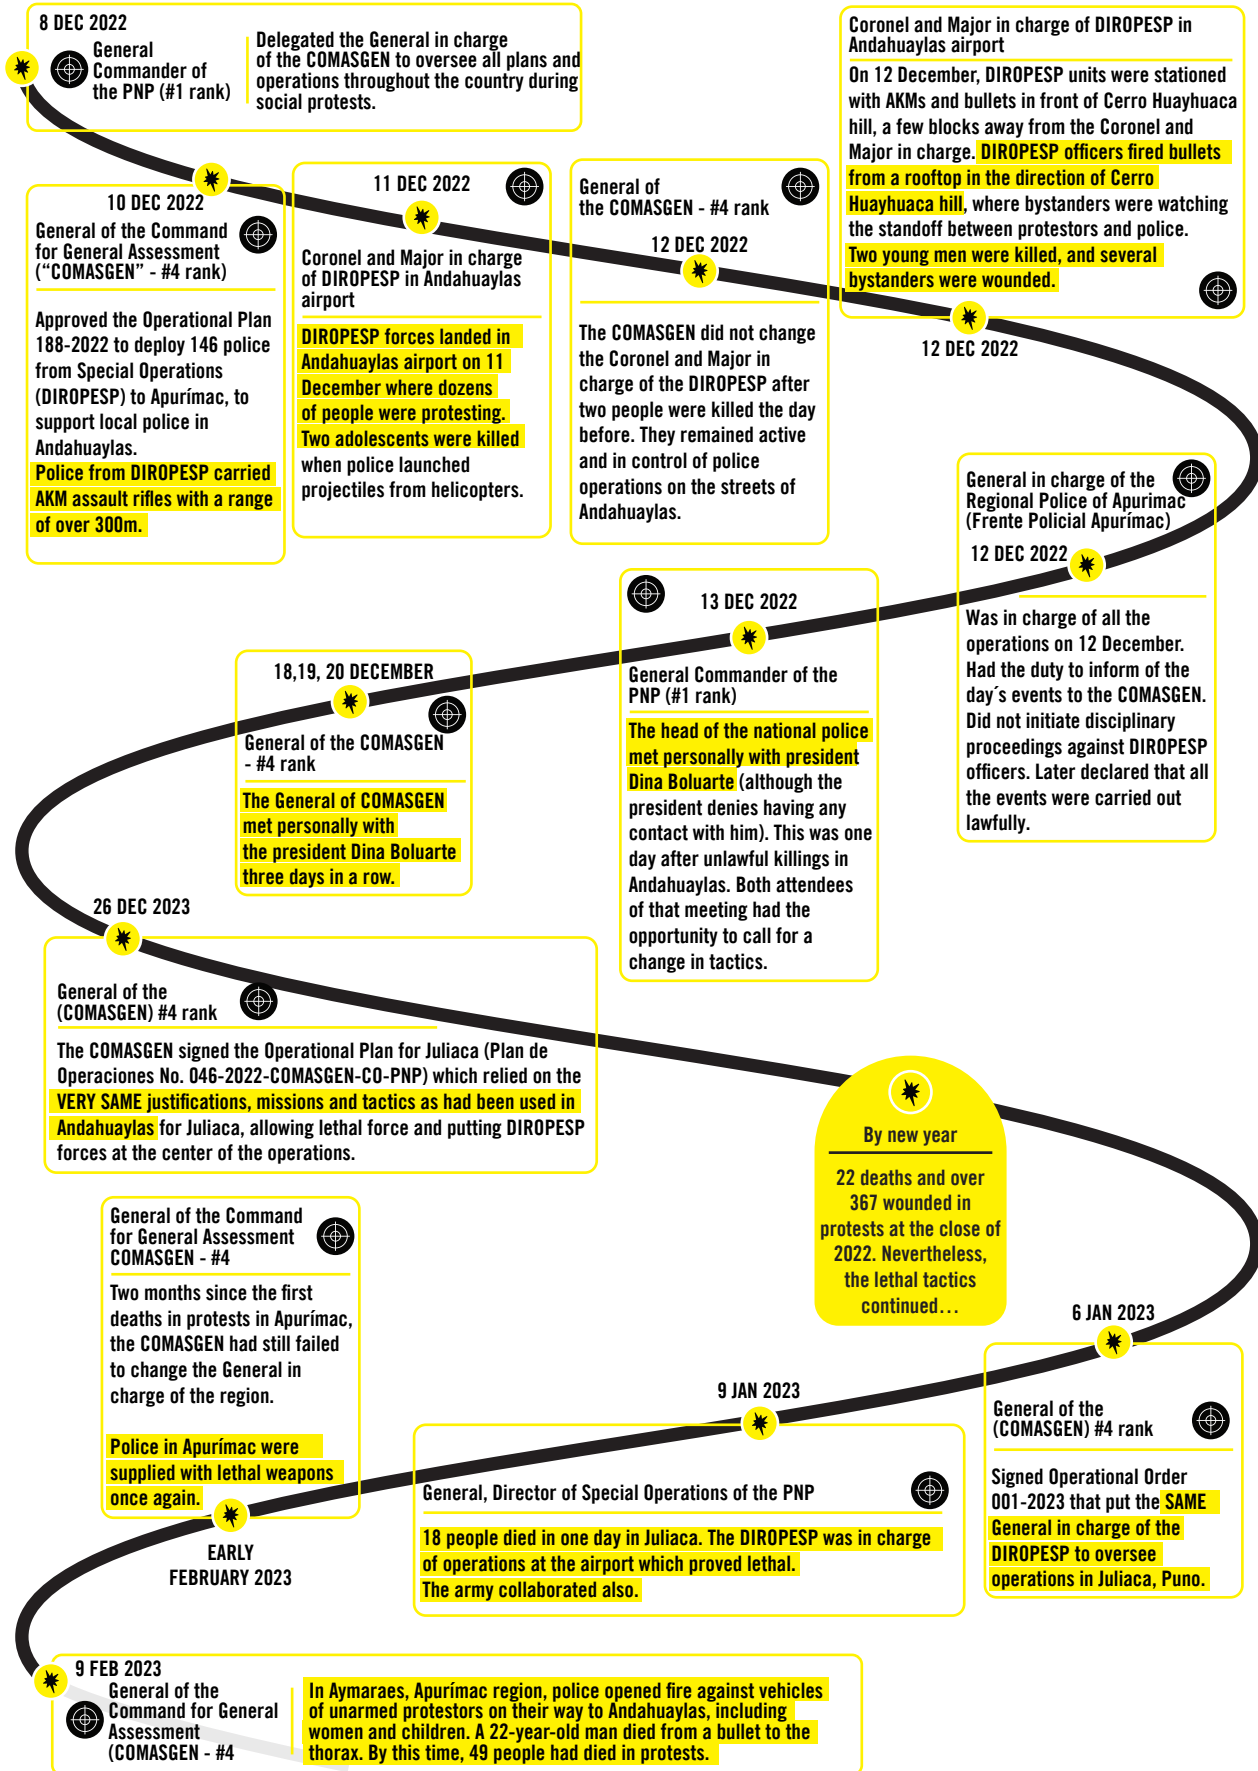 8 DEC 2022
General
Commander of
the PNP (#1 rank)
Delegated the General in charge
of the COMASGEN to oversee all plans and
operations throughout the country during
social protests.
10 DEC 2022
General of the Command
for General Assessment
(“COMASGEN” - #4 rank)
Approved the Operational Plan
188-2022 to deploy 146 police
from Special Operations
(DIROPESP) to Apurímac, to
support local police in
Andahuaylas.
Police from DIROPESP carried
AKM assault rifles with a range
of over 300m.
11 DEC 2022
Coronel and Major in charge
of DIROPESP in Andahuaylas
airport
DIROPESP forces landed in
Andahuaylas airport on 11
December where dozens
of people were protesting.
Two adolescents were killed
when police launched
projectiles from helicopters.
General of
the COMASGEN - #4 rank
12 DEC 2022
The COMASGEN did not change
the Coronel and Major in
charge of the DIROPESP after
two people were killed the day
before. They remained active
and in control of police
operations on the streets of
Andahuaylas.
Coronel and Major in charge of DIROPESP in
Andahuaylas airport
On 12 December, DIROPESP units were stationed
with AKMs and bullets in front of Cerro Huayhuaca
hill, a few blocks away from the Coronel and
Major in charge. DIROPESP officers fired bullets
from a rooftop in the direction of Cerro
Huayhuaca hill, where bystanders were watching
the standoff between protestors and police.
Two young men were killed, and several
bystanders were wounded.
12 DEC 2022
General in charge of the
Regional Police of Apurimac
(Frente Policial Apurímac)
12 DEC 2022
Was in charge of all the
operations on 12 December.
Had the duty to inform of the
day´s events to the COMASGEN.
Did not initiate disciplinary
proceedings against DIROPESP
officers. Later declared that all
the events were carried out
lawfully.
13 DEC 2022
General Commander of the
PNP (#1 rank)
The head of the national police
met personally with president
Dina Boluarte (although the
president denies having any
contact with him). This was one
day after unlawful killings in
Andahuaylas. Both attendees
of that meeting had the
opportunity to call for a
change in tactics.
18,19, 20 DECEMBER
General of the COMASGEN
- #4 rank
The General of COMASGEN
met personally with
the president Dina Boluarte
three days in a row.
26 DEC 2023
General of the
(COMASGEN) #4 rank
The COMASGEN signed the Operational Plan for Juliaca (Plan de
Operaciones No. 046-2022-COMASGEN-CO-PNP) which relied on the
VERY SAME justifications, missions and tactics as had been used in
Andahuaylas for Juliaca, allowing lethal force and putting DIROPESP
forces at the center of the operations.
By new year
22 deaths and over
367 wounded in
protests at the close of
2022. Nevertheless,
the lethal tactics
continued...
6 JAN 2023
General of the
(COMASGEN) #4 rank
Signed Operational Order
001-2023 that put the SAME
General in charge of the
DIROPESP to oversee
operations in Juliaca, Puno.
9 JAN 2023
General, Director of Special Operations of the PNP
18 people died in one day in Juliaca. The DIROPESP was in charge
of operations at the airport which proved lethal.
The army collaborated also.
General of the Command
for General Assessment
COMASGEN - #4
Two months since the first
deaths in protests in Apurímac,
the COMASGEN had still failed
to change the General in
charge of the region.
Police in Apurímac were
supplied with lethal weapons
once again.
EARLY
FEBRUARY 2023
9 FEB 2023
General of the
Command for General
Assessment
(COMASGEN - #4
In Aymaraes, Apurímac region, police opened fire against vehicles
of unarmed protestors on their way to Andahuaylas, including
women and children. A 22-year-old man died from a bullet to the
thorax. By this time, 49 people had died in protests.